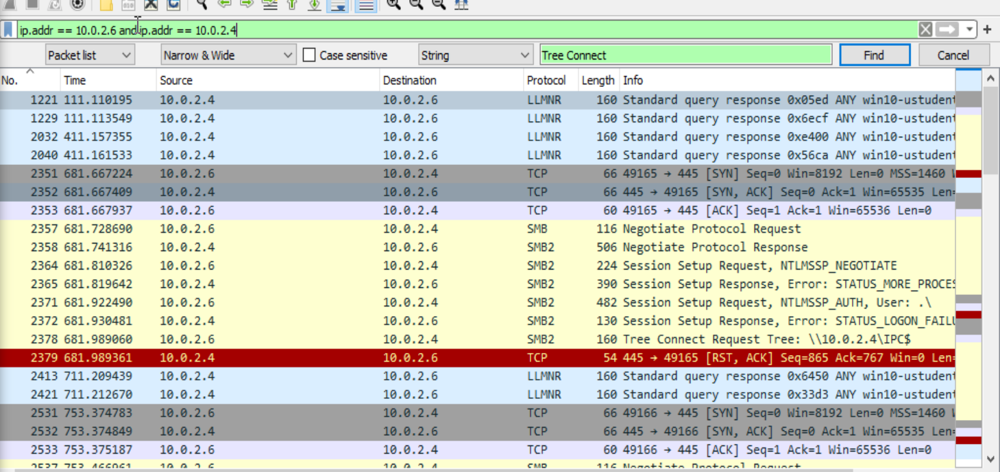 ip.addr == 10.0.2.6 and ip.addr == 10.0.2.4
Packet list Narrow & Wide Case sensitive String Tree Connect Find Cancel
No. Time Source Destination Protocol Length Info
1221 111.110195 10.0.2.4 10.0.2.6 LLMNR 160 Standard query response 0x05ed ANY win10-ustudent
1229 111.113549 10.0.2.4 10.0.2.6 LLMNR 160 Standard query response 0x6ecf ANY win10-ustudent
2032 411.157355 10.0.2.4 10.0.2.6 LLMNR 160 Standard query response 0xe400 ANY win10-ustudent
2040 411.161533 10.0.2.4 10.0.2.6 LLMNR 160 Standard query response 0x56ca ANY win10-ustudent
2351 681.667224 10.0.2.6 10.0.2.4 TCP 66 49165 → 445 [SYN] Seq=0 Win=8192 Len=0 MSS=1460
2352 681.667409 10.0.2.4 10.0.2.6 TCP 66 445 → 49165 [SYN, ACK] Seq=0 Ack=1 Win=65535 Len=
2353 681.667937 10.0.2.6 10.0.2.4 TCP 60 49165 → 445 [ACK] Seq=1 Ack=1 Win=65536 Len=0
2357 681.728690 10.0.2.6 10.0.2.4 SMB 116 Negotiate Protocol Request
2358 681.741316 10.0.2.4 10.0.2.6 SMB2 506 Negotiate Protocol Response
2364 681.810326 10.0.2.6 10.0.2.4 SMB2 224 Session Setup Request, NTLMSSP_NEGOTIATE
2365 681.819642 10.0.2.4 10.0.2.6 SMB2 390 Session Setup Response, Error: STATUS_MORE_PROCES
2371 681.922490 10.0.2.6 10.0.2.4 SMB2 482 Session Setup Request, NTLMSSP_AUTH, User: .\
2372 681.930481 10.0.2.4 10.0.2.6 SMB2 130 Session Setup Response, Error: STATUS_LOGON_FAILU
2378 681.989060 10.0.2.6 10.0.2.4 SMB2 160 Tree Connect Request Tree: \\10.0.2.4\IPC$
2379 681.989361 10.0.2.4 10.0.2.6 TCP 54 445 → 49165 [RST, ACK] Seq=865 Ack=767 Win=0 Len=
2413 711.209439 10.0.2.4 10.0.2.6 LLMNR 160 Standard query response 0x6450 ANY win10-ustudent
2421 711.212670 10.0.2.4 10.0.2.6 LLMNR 160 Standard query response 0x33d3 ANY win10-ustudent
2531 753.374783 10.0.2.6 10.0.2.4 TCP 66 49166 → 445 [SYN] Seq=0 Win=8192 Len=0 MSS=1460
2532 753.374849 10.0.2.4 10.0.2.6 TCP 66 445 → 49166 [SYN, ACK] Seq=0 Ack=1 Win=65535 Len=
2533 753.375187 10.0.2.6 10.0.2.4 TCP 60 49166 → 445 [ACK] Seq=1 Ack=1 Win=65536 Len=0
2537 753.466961 10.0.2.6 10.0.2.4 SMB 116 Negotiate Protocol Request